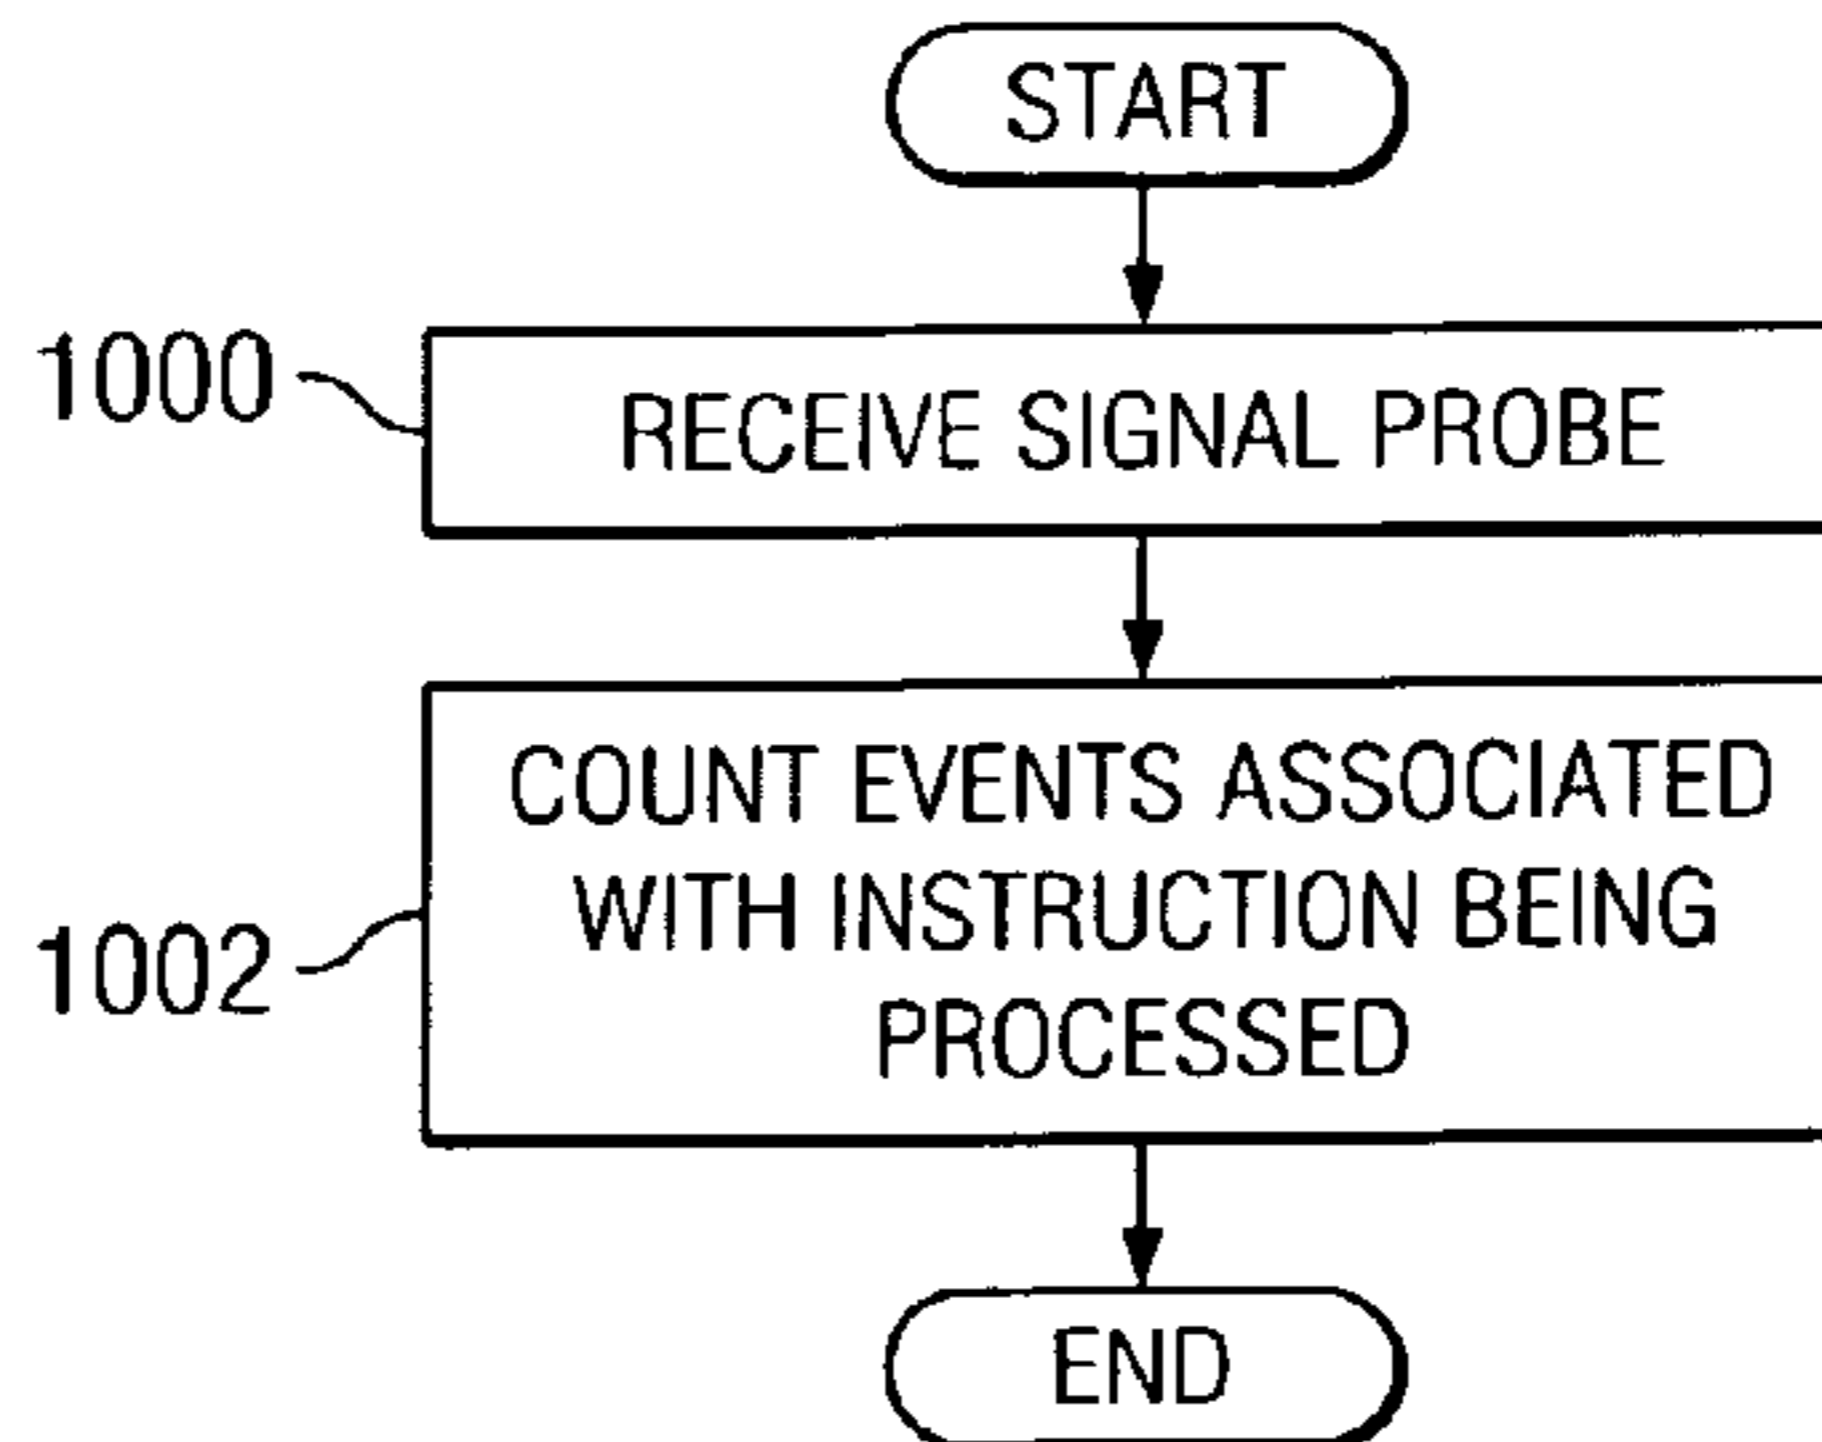 START
1000
RECEIVE SIGNAL PROBE
COUNT EVENTS ASSOCIATED
WITH INSTRUCTION BEING
1002
PROCESSED
END